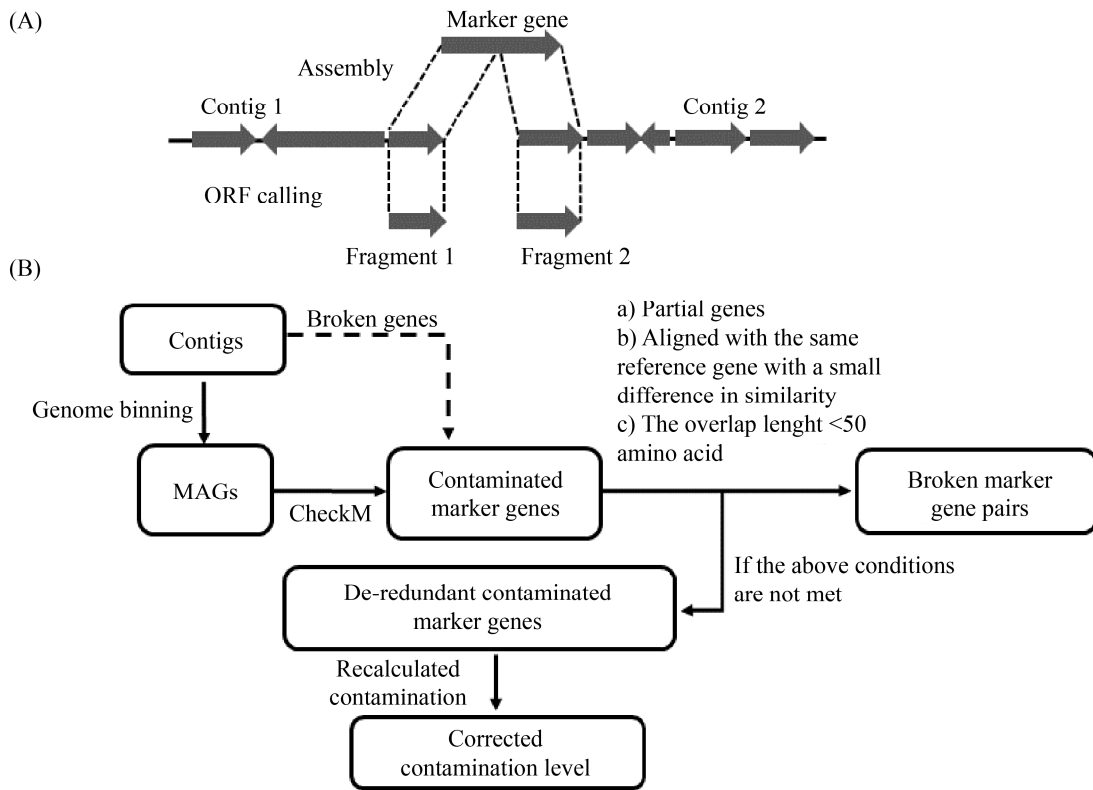 (A)
Marker gene
Assembly
Contig 1
Contig 2
ORF calling
Fragment 1
Fragment 2
(B)
Contigs
Broken genes
a) Partial genes
b) Aligned with the same
reference gene with a small
difference in similarity
c) The overlap lenght <50
amino acid
Genome binning
MAGs
CheckM
Contaminated
marker genes
Broken marker
gene pairs
If the above conditions
are not met
De-redundant contaminated
marker genes
Recalculated
contamination
Corrected
contamination level